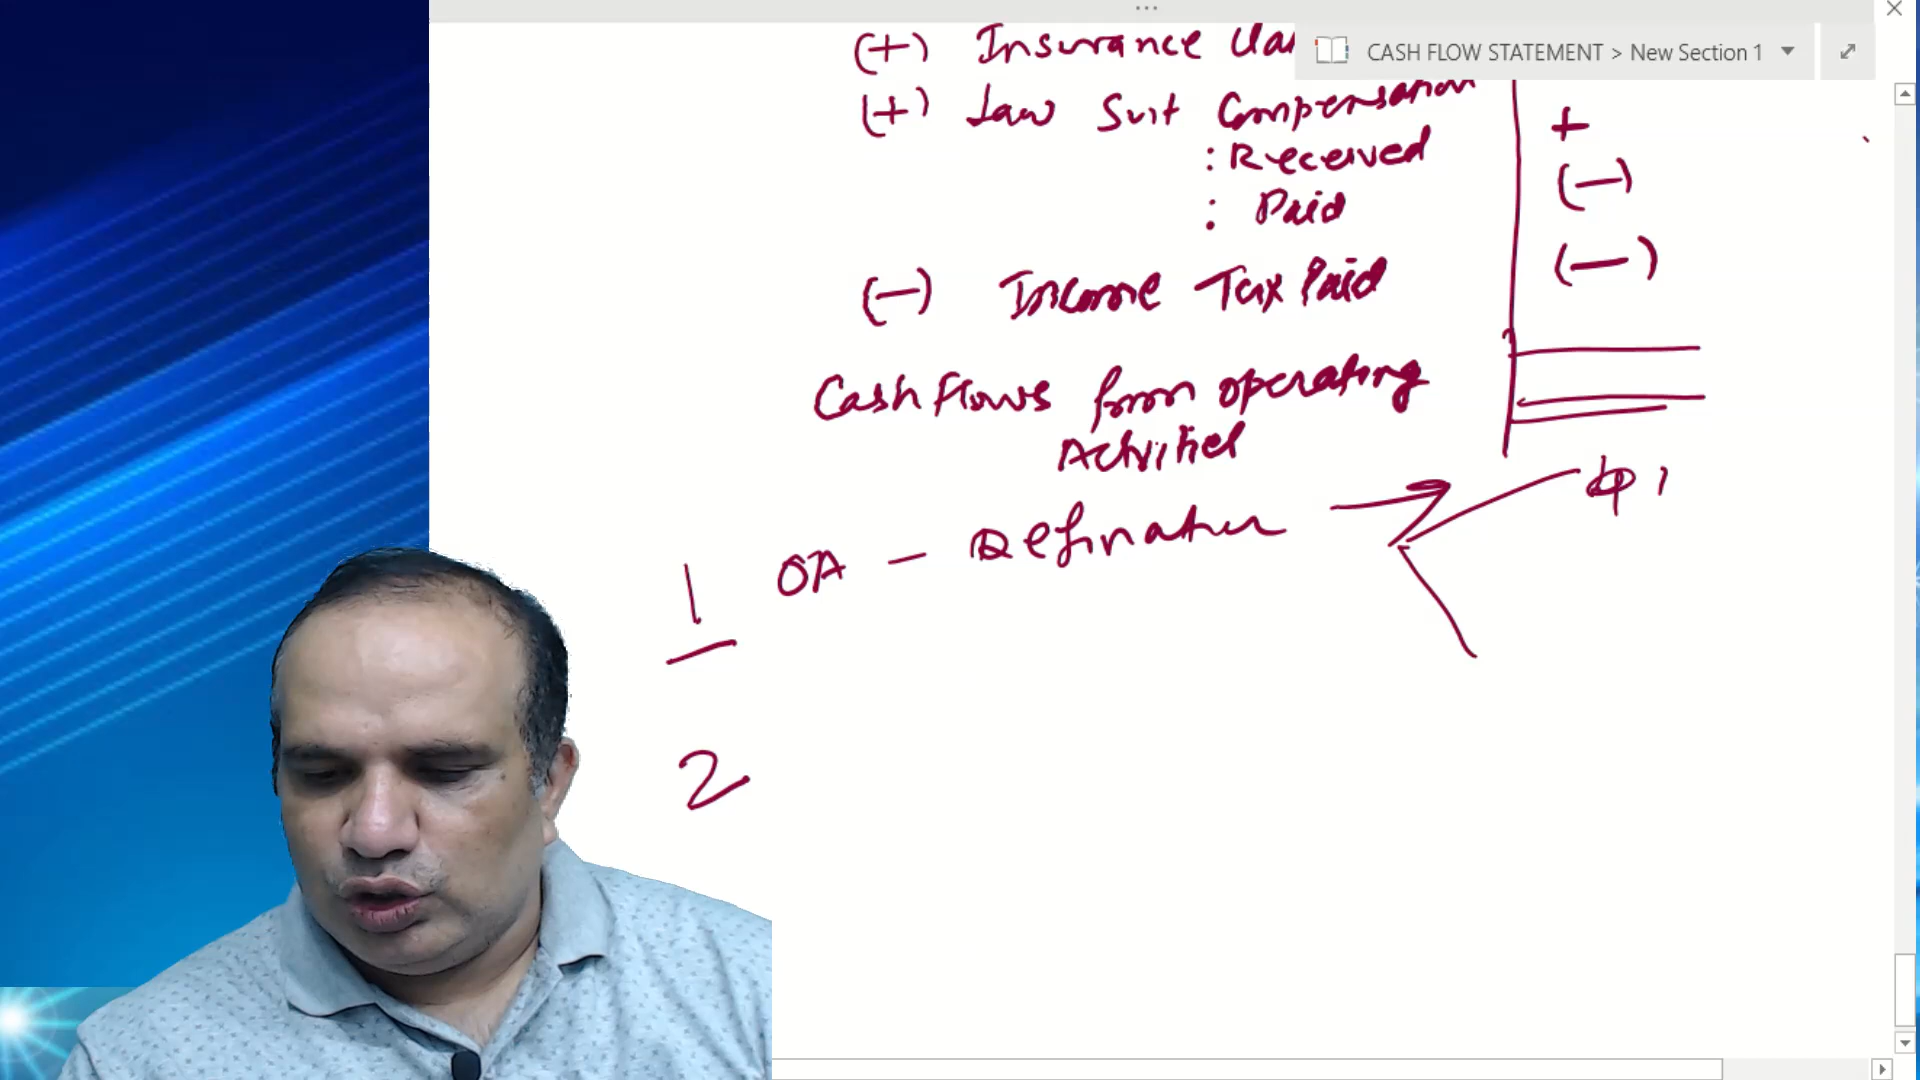 CASH FLOW STATEMENT > New Section 1
(+) Insurance Cla
(+) Law Suit Compensation
: Received +
: Paid (—)
(—) Income Tax Paid (—)
Cash flows from operating
Activities
1 OA —
2